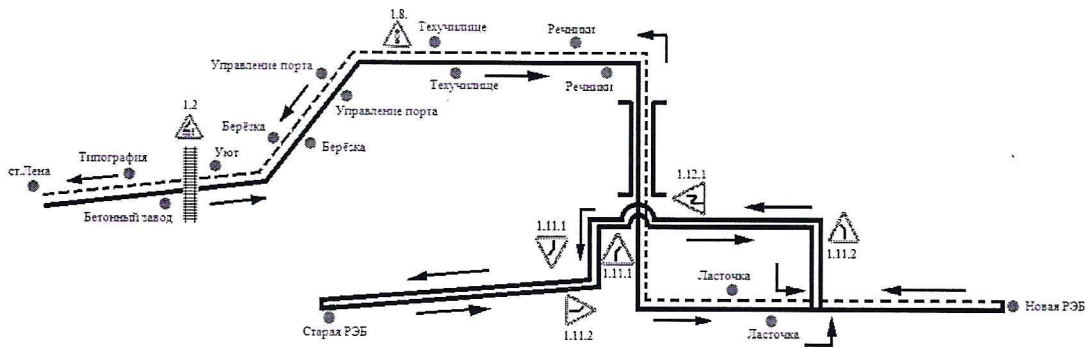 1.8.
Техучилище
Речники
Управление порта
Техучилище
Речники
1.2
Управление порта
Берёзка
Уют
Берёзка
Типография
ст.Лена
Бетонный завод
1.12.1
1.11.1
1.11.1
1.11.2
Ласточка
Новая РЭБ
Старая РЭБ
1.11.2
Ласточка